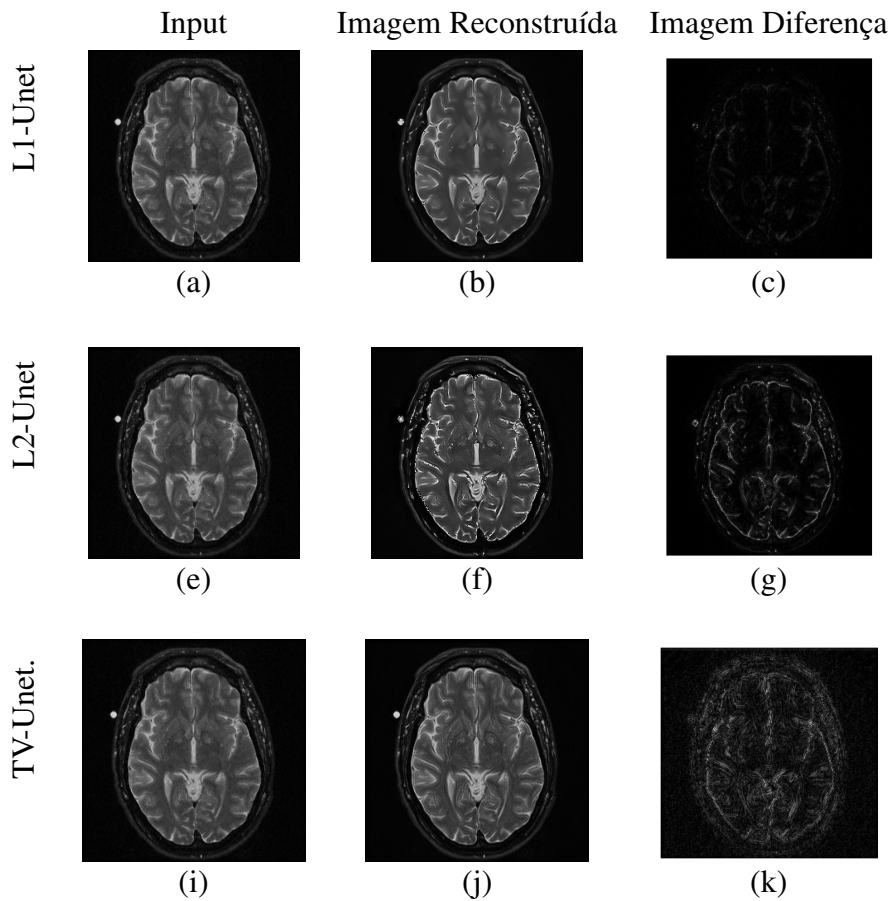 Input Imagem Reconstruída Imagem Diferença
L1-Unet
(a) (b) (c)
L2-Unet
(e) (f) (g)
TV-Unet.
(i) (j) (k)